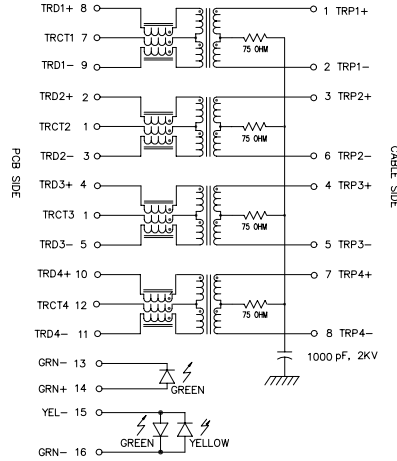 TRD1+ 8
1 TRP1+
TRCT1 7
75 OHM
TRD1- 9
2 TRP1-
TRD2+ 2
3 TRP2+
TRCT2 1
75 OHM
TRD2- 3
6 TRP2-
PCB SIDE
CABLE SIDE
TRD3+ 4
4 TRP3+
TRCT3 1
75 OHM
TRD3- 5
5 TRP3-
TRD4+ 10
7 TRP4+
TRCT4 12
75 OHM
TRD4- 11
8 TRP4-
1000 pF, 2KV
GRN- 13
GRN+ 14
GREEN
YEL- 15
GREEN
YELLOW
GRN- 16